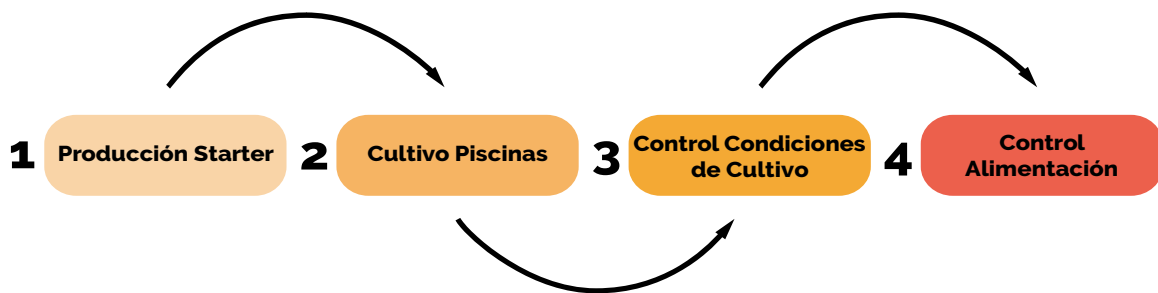 1
Producción Starter
2
Cultivo Piscinas
3
Control Condiciones
de Cultivo
4
Control
Alimentación